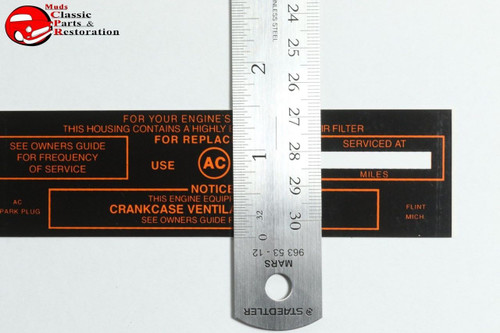 Muds
Classic
Parts &
Restoration
FOR YOUR ENGINE'S
THIS HOUSING CONTAINS A HIGHLY
FILTER
FOR REPLAC
SEE OWNERS GUIDE
FOR FREQUENCY
OF SERVICE
USE
AC
SERVICED AT
MILES
NOTICE
THIS ENGINE EQUIP
CRANKCASE VENTILA
SEE OWNERS GUIDE
AC
PARK PLUG
FLINT
MICH.
24
25
26
27
28
29
30
2
1
0
32
STAINLESS STEEL
963 53 - 12
MARS
STAEDTLER